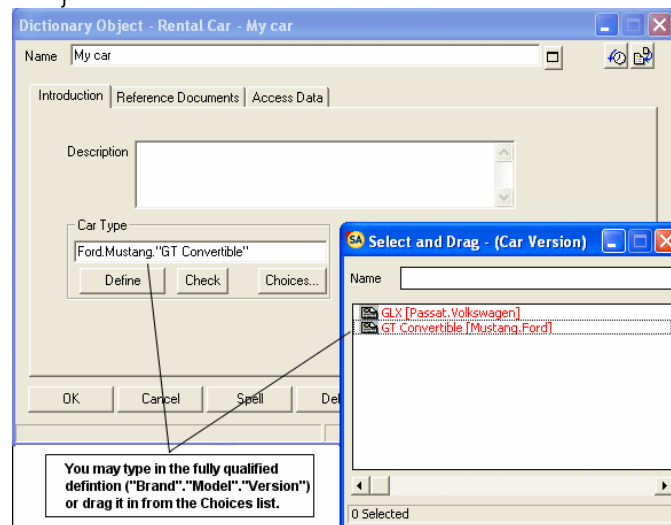 Dictionary Object - Rental Car - My car
Name My car
Introduction Reference Documents Access Data
Description
Car Type
Ford.Mustang."GT Convertible"
Define Check Choices...
OK Cancel Spell Del
SA Select and Drag - (Car Version)
Name
GLX [Passat.Volkswagen]
GT Convertible [Mustang.Ford]
0 Selected
You may type in the fully qualified
defintion ("Brand"."Model"."Version")
or drag it in from the Choices list.